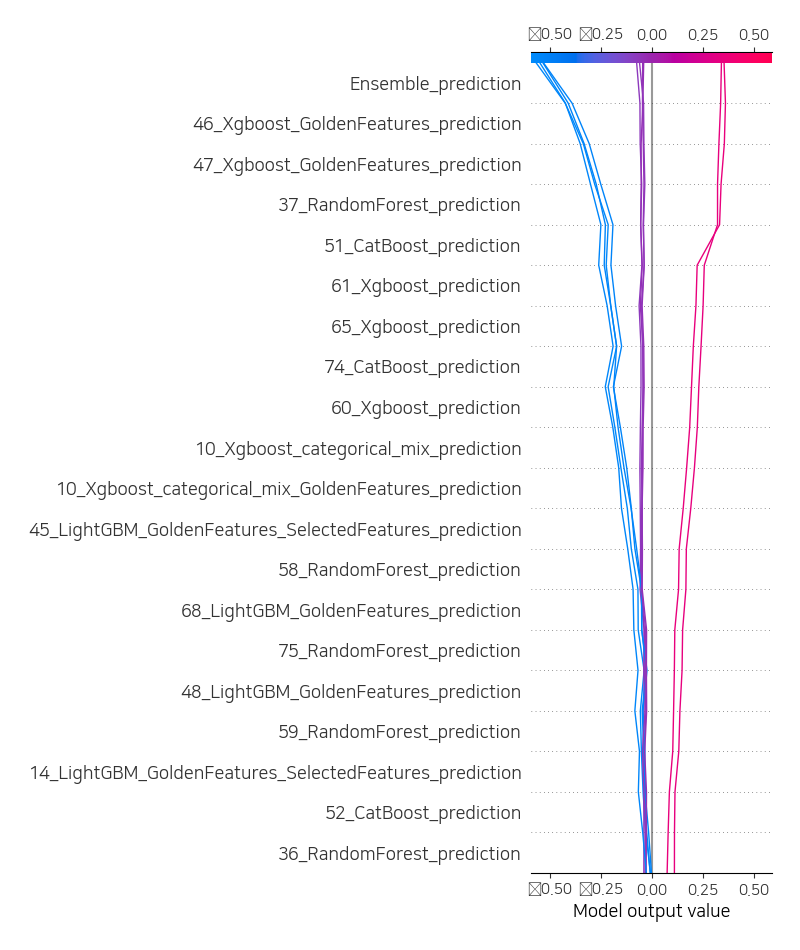 0.50 0.25 0.00 0.25 0.50
Ensemble_prediction
46_Xgboost_GoldenFeatures_prediction
47_Xgboost_GoldenFeatures_prediction
37_RandomForest_prediction
51_CatBoost_prediction
61_Xgboost_prediction
65_Xgboost_prediction
74_CatBoost_prediction
60_Xgboost_prediction
10_Xgboost_categorical_mix_prediction
10_Xgboost_categorical_mix_GoldenFeatures_prediction
45_LightGBM_GoldenFeatures_SelectedFeatures_prediction
58_RandomForest_prediction
68_LightGBM_GoldenFeatures_prediction
75_RandomForest_prediction
48_LightGBM_GoldenFeatures_prediction
59_RandomForest_prediction
14_LightGBM_GoldenFeatures_SelectedFeatures_prediction
52_CatBoost_prediction
36_RandomForest_prediction
0.50 0.25 0.00 0.25 0.50
Model output value